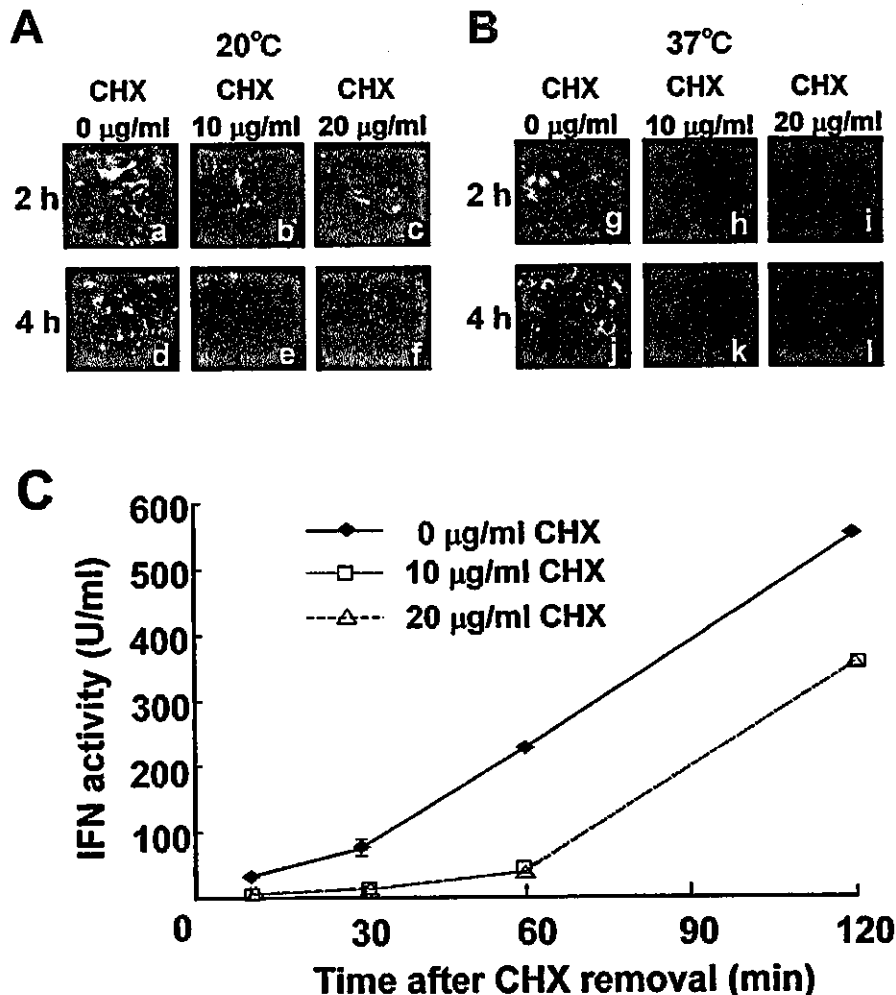 A
20°C
CHX CHX CHX
0 μg/ml 10 μg/ml 20 μg/ml
2 h
a b c
4 h
d e f
B
37°C
CHX CHX CHX
0 μg/ml 10 μg/ml 20 μg/ml
2 h
g h i
4 h
j k l
C
IFN activity (U/ml)
600
500
400
300
200
100
0 30 60 90 120
Time after CHX removal (min)
0 μg/ml CHX
10 μg/ml CHX
20 μg/ml CHX